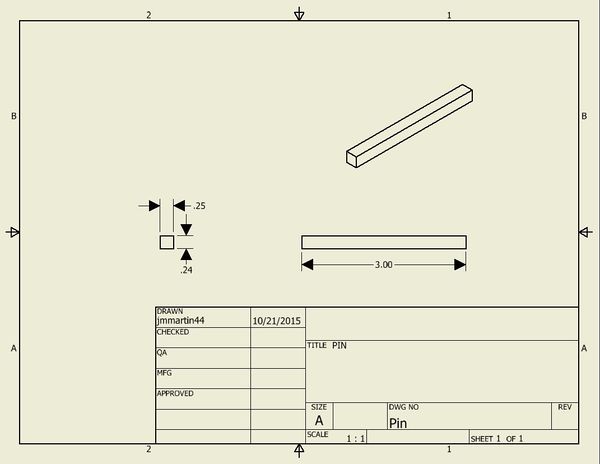 2 1
B B
.25
.24
3.00
DRAWN
jmmartin44 10/21/2015
CHECKED
TITLE PIN
A A
QA
MFG
APPROVED
SIZE DWG NO REV
A Pin
SCALE 1 : 1 SHEET 1 OF 1
2 1